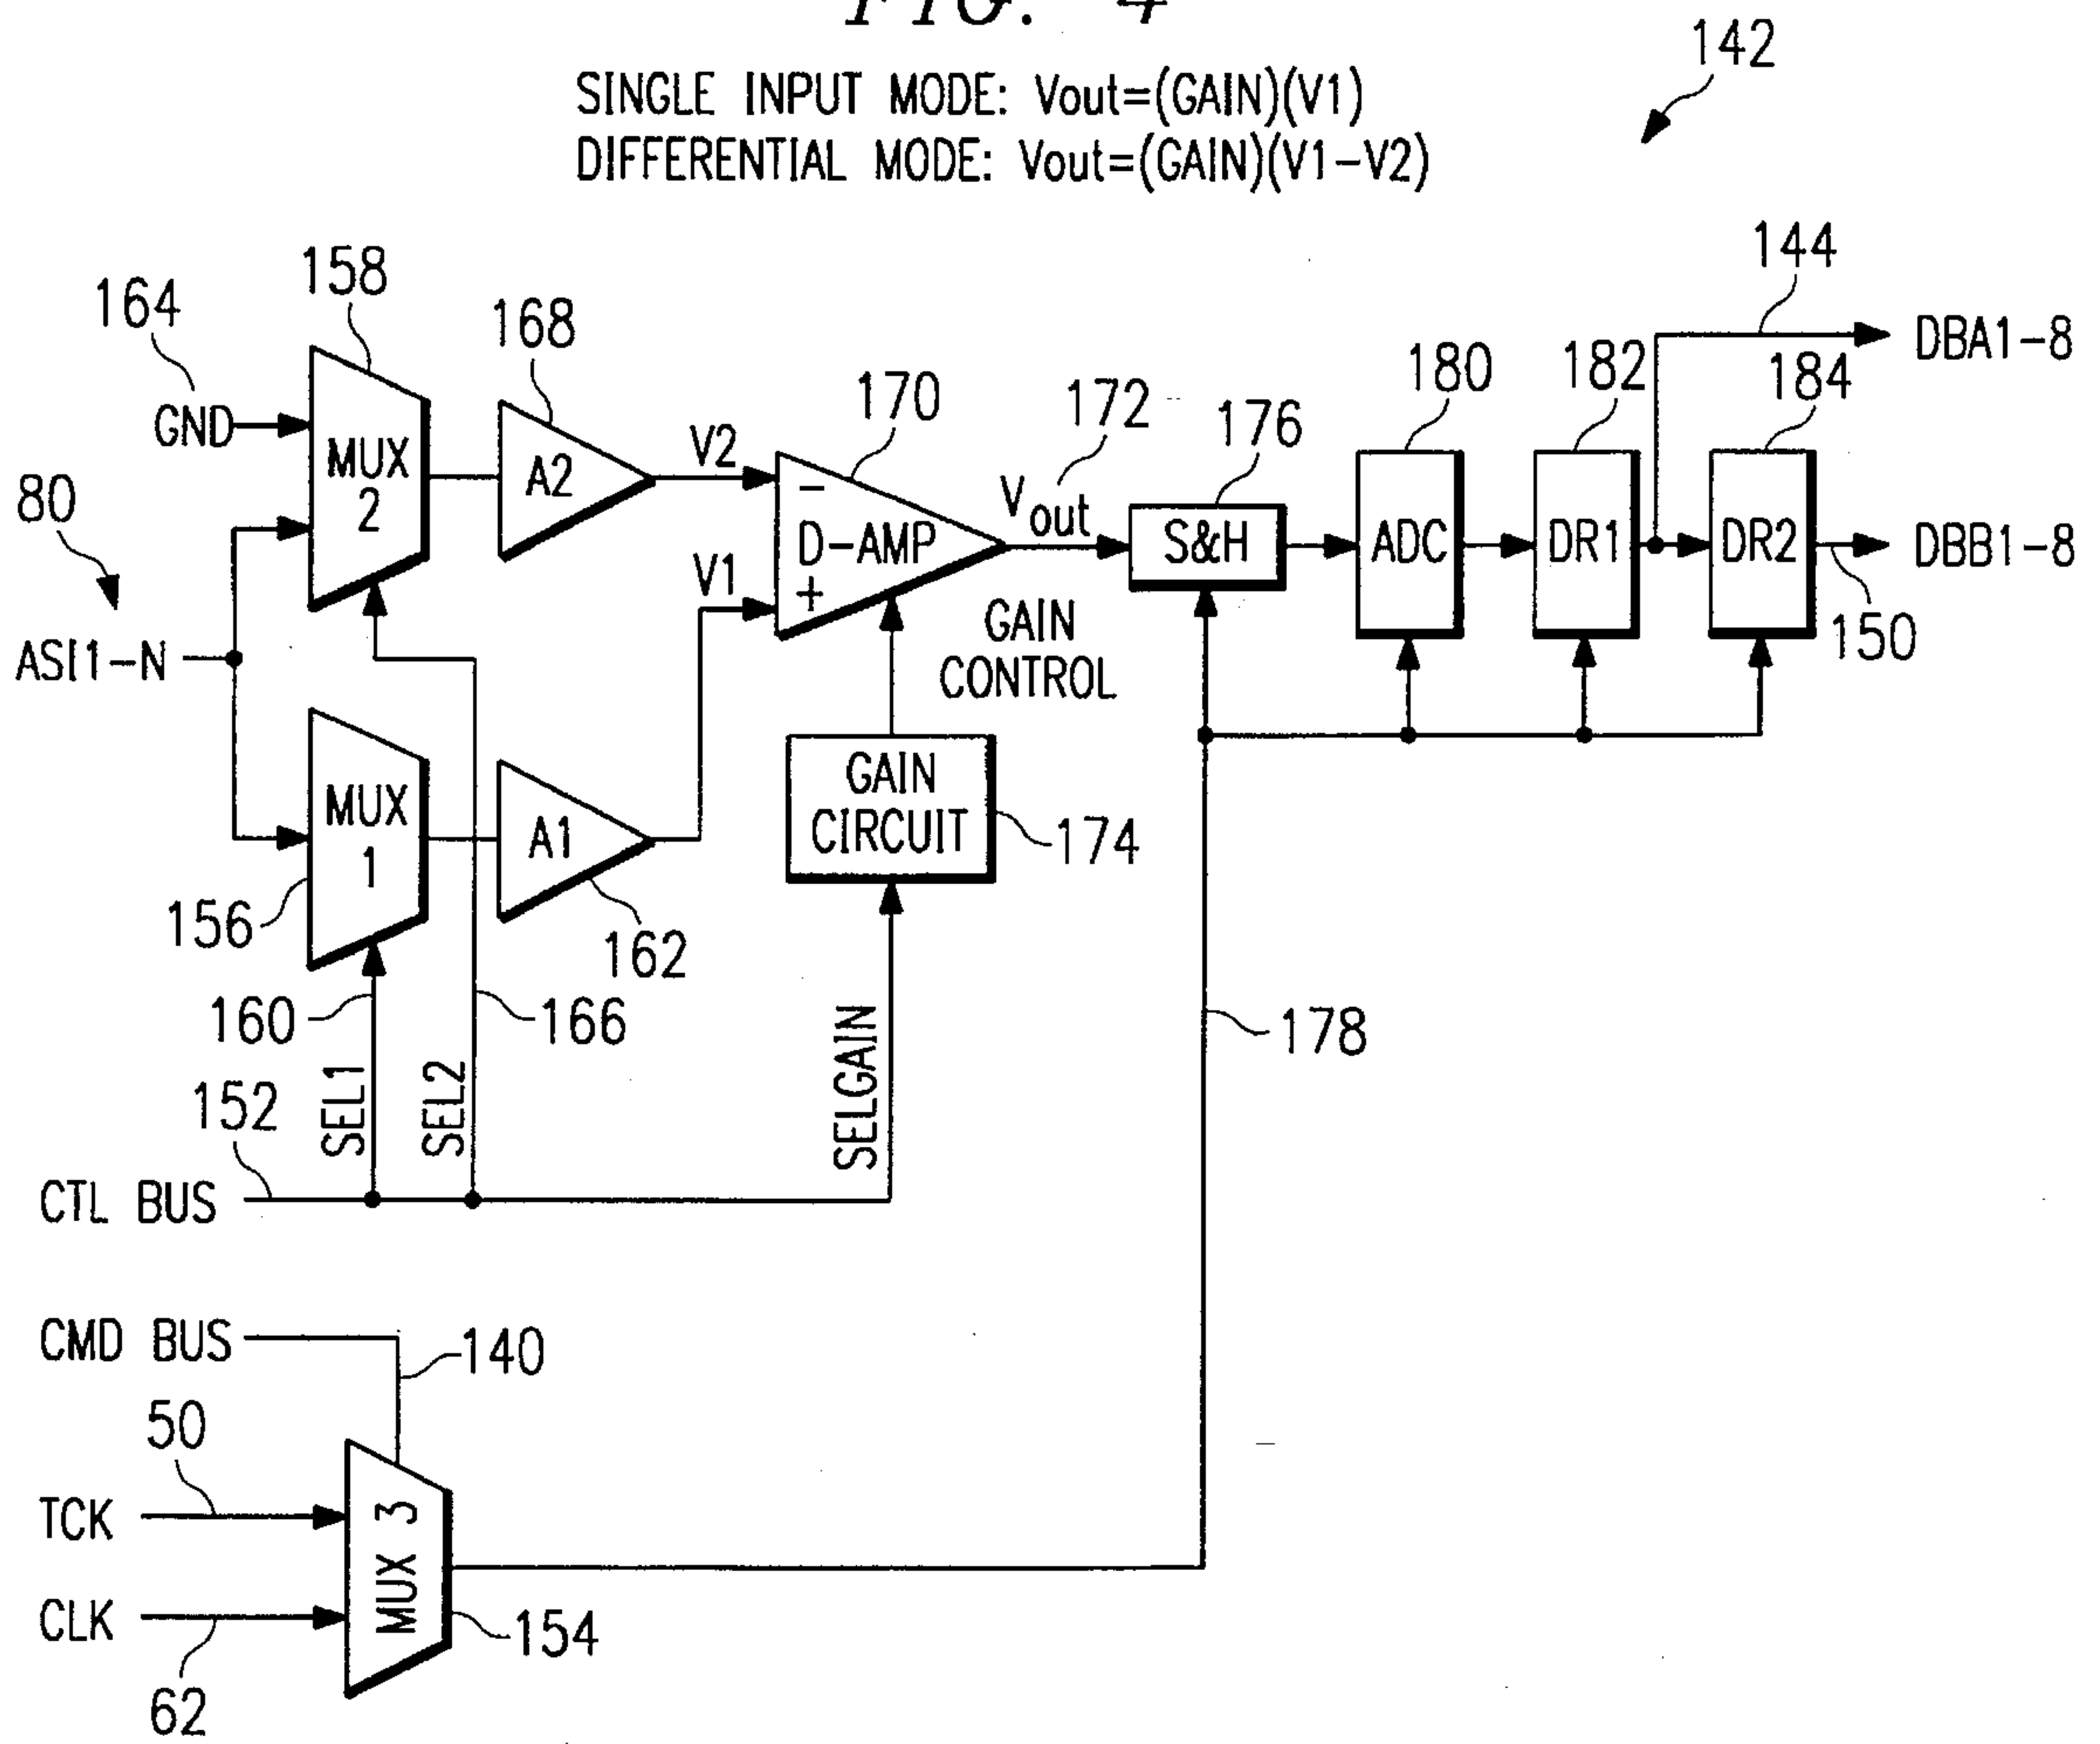 FIG. 4
SINGLE INPUT MODE: Vout=(GAIN)(V1)
DIFFERENTIAL MODE: Vout=(GAIN)(V1-V2)
142
144
158
164
168
170
172
176
180
182
184
DBA1-8
GND
MUX 2
A2
V2
-
D-AMP
+
Vout
S&H
ADC
DR1
DR2
DBB1-8
150
80
V1
GAIN CONTROL
ASI1-N
MUX 1
A1
GAIN CIRCUIT
174
156
162
160
166
178
SEL1
SEL2
SELGAIN
152
CTL BUS
CMD BUS
140
50
TCK
MUX 3
CLK
154
62